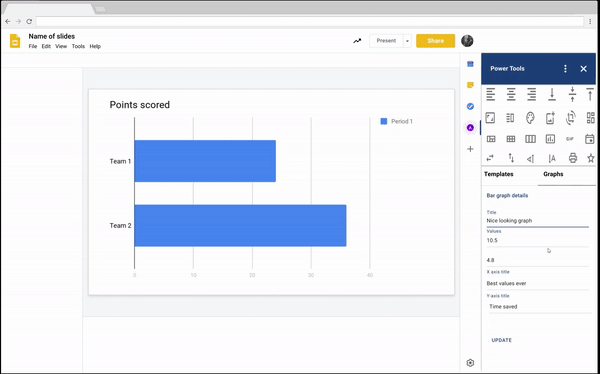 Name of slides
File Edit View Tools Help
Present
Share
Power Tools
Points scored
Period 1
Team 1
Team 2
0 10 20 30 40
GIF
Templates
Graphs
Bar graph details
Title
Nice looking graph
Values
10.5
4.8
X axis title
Best values ever
Y-axis title
Time saved
UPDATE